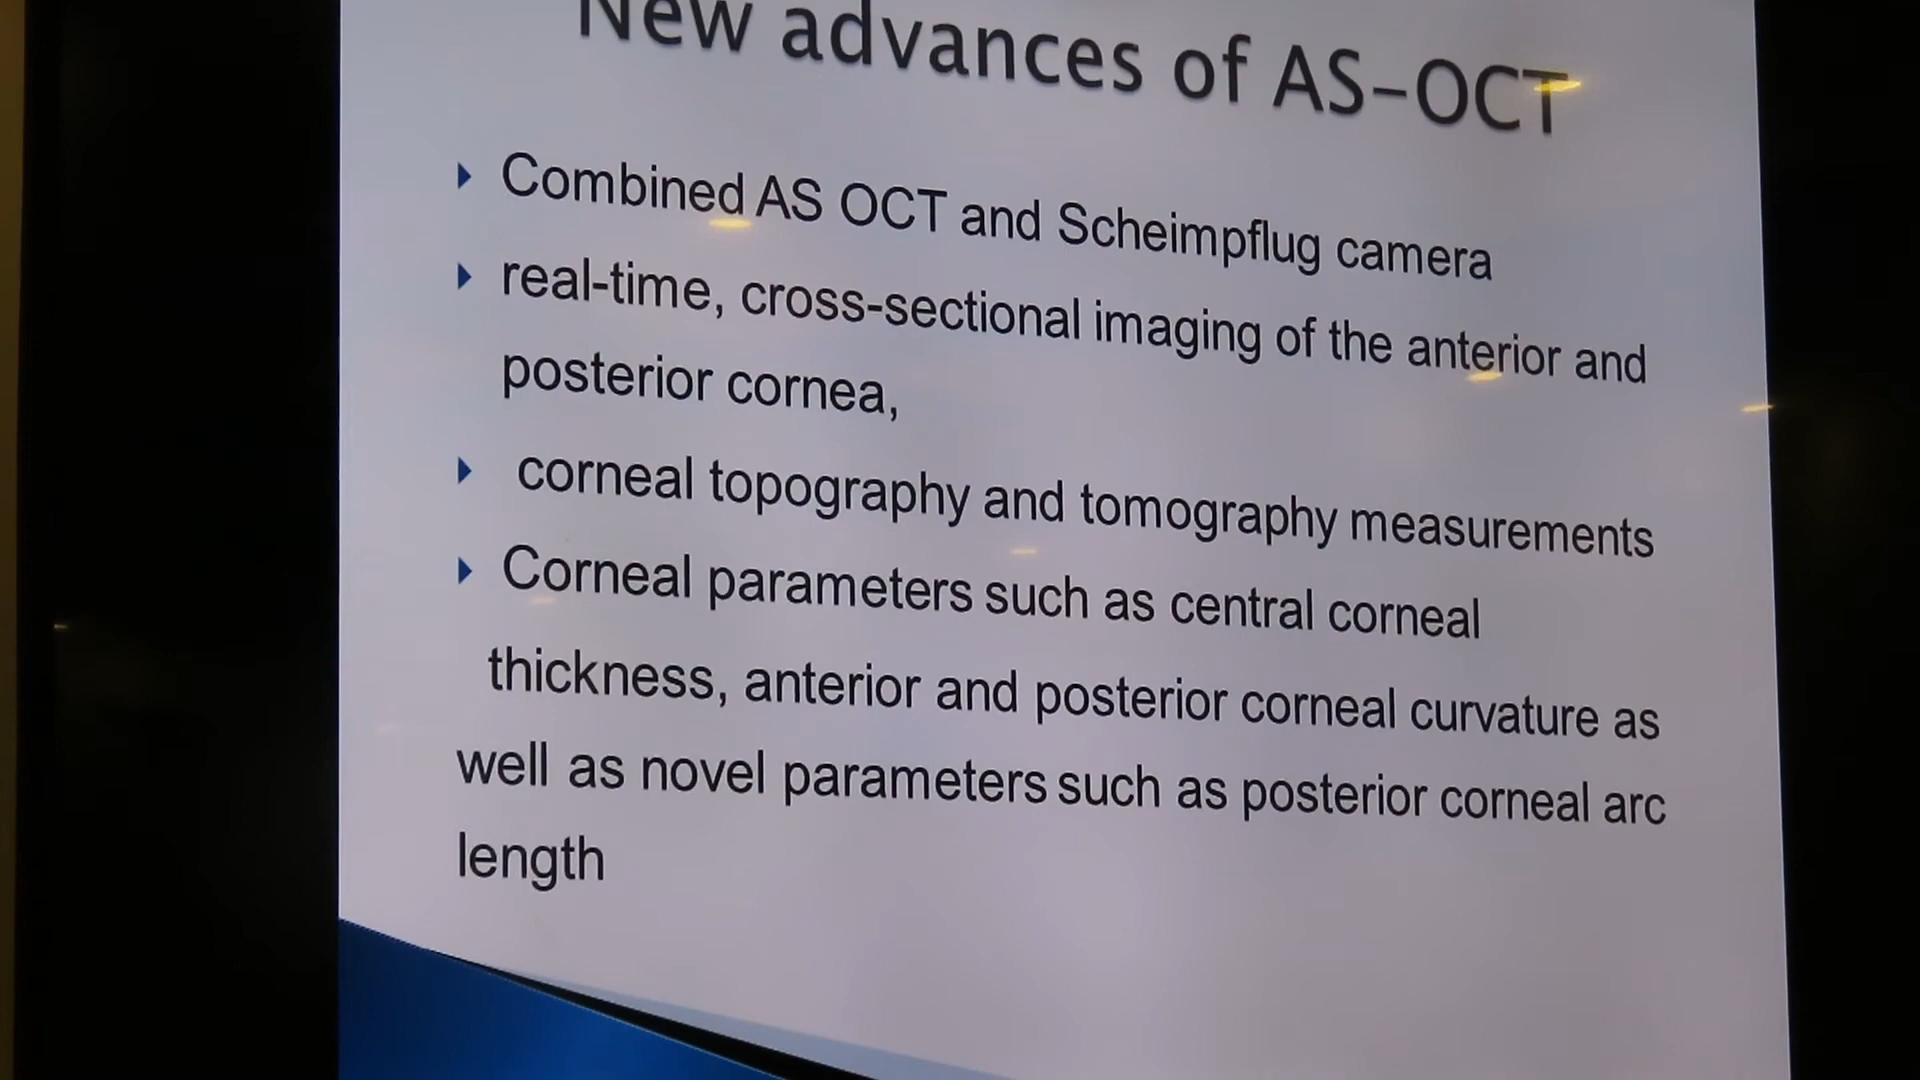 New advances of AS-OCT
Combined AS OCT and Scheimpflug camera
real-time, cross-sectional imaging of the anterior and
posterior cornea,
corneal topography and tomography measurements
Corneal parameters such as central corneal
thickness, anterior and posterior corneal curvature as
well as novel parameters such as posterior corneal arc
length